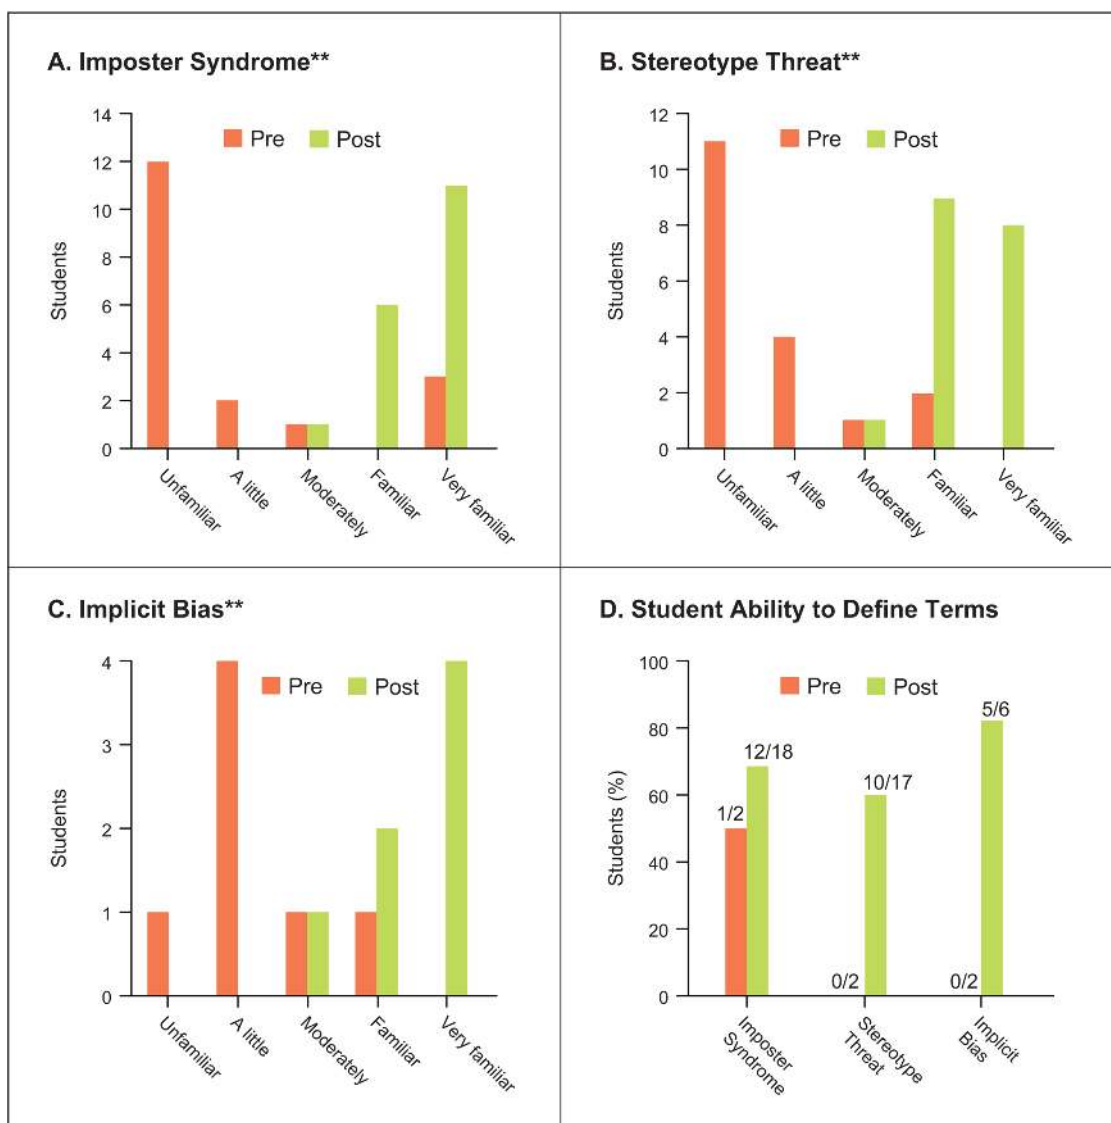 A. Imposter Syndrome**
Pre Post
Students
14
12
10
8
6
4
2
0
Unfamiliar
A little
Moderately
Familiar
Very familiar
B. Stereotype Threat**
Pre Post
Students
12
10
8
6
4
2
0
Unfamiliar
A little
Moderately
Familiar
Very familiar
C. Implicit Bias**
Pre Post
Students
4
3
2
1
0
Unfamiliar
A little
Moderately
Familiar
Very familiar
D. Student Ability to Define Terms
Pre Post
Students (%)
100
80
60
40
20
0
1/2
12/18
0/2
10/17
0/2
5/6
Imposter
Syndrome
Stereotype
Threat
Implicit
Bias